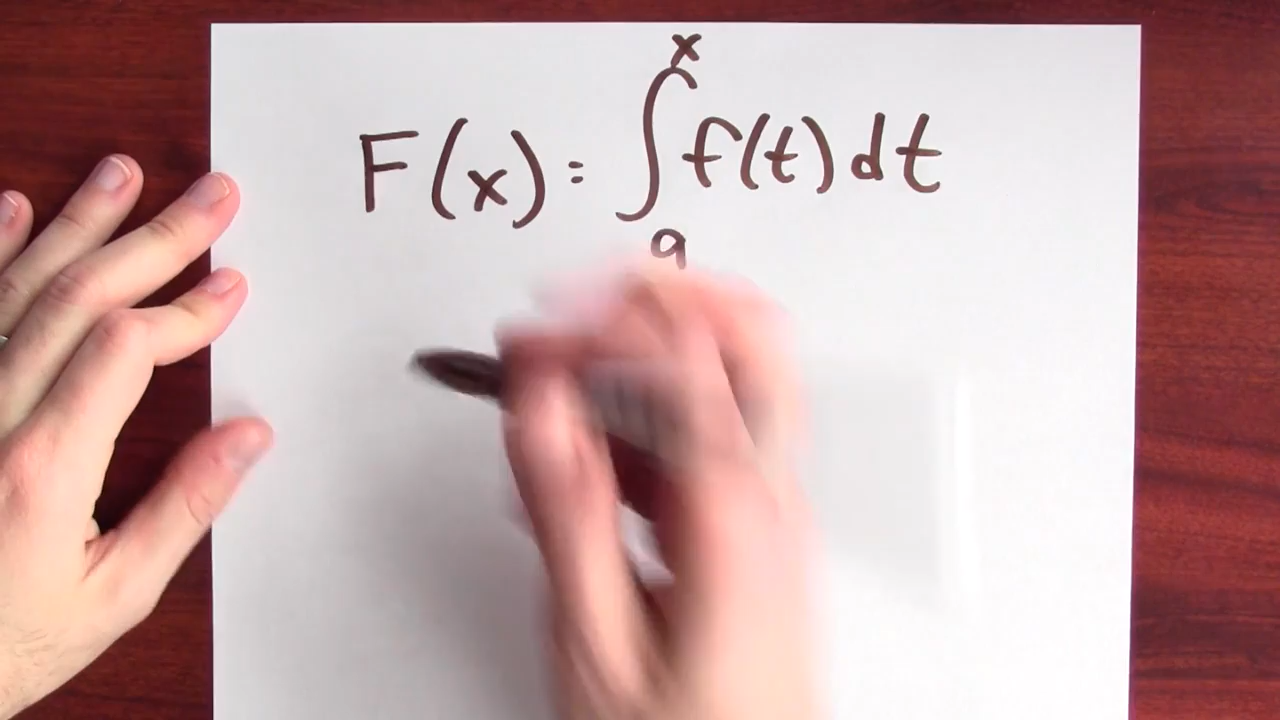 F(x) = ∫ₐˣ f(t) dt